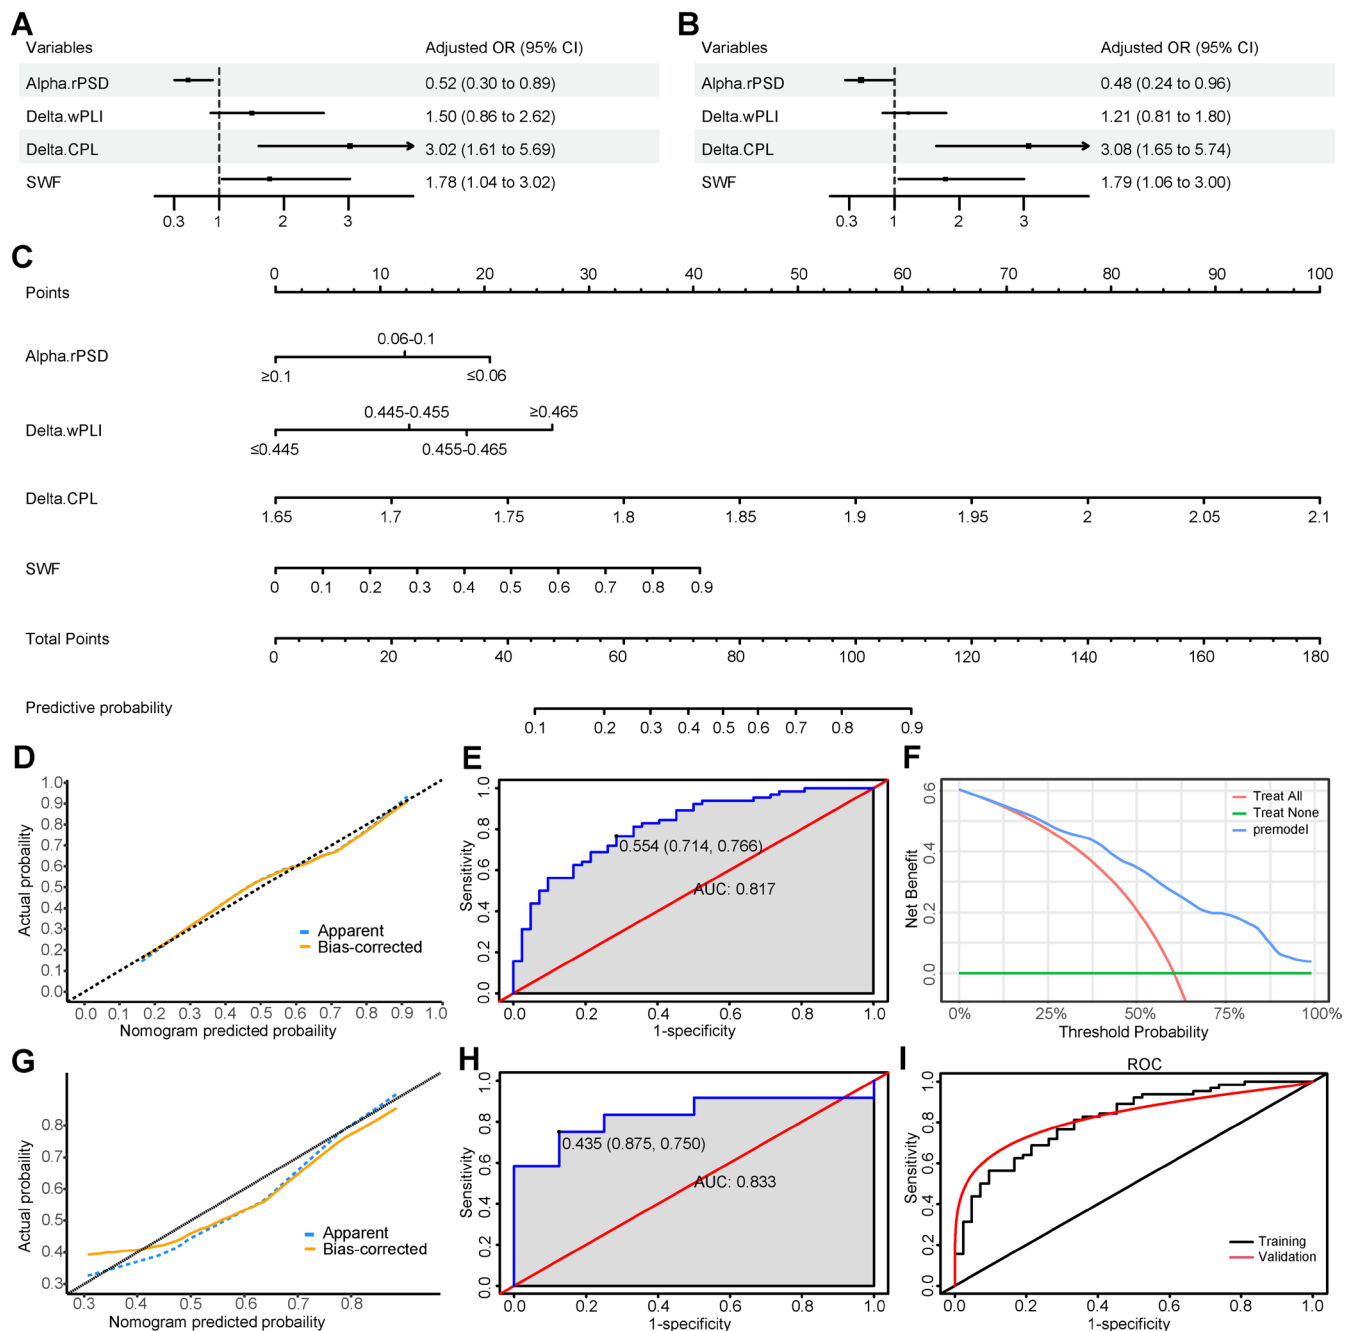 A
Variables Adjusted OR (95% CI)
Alpha.rPSD 0.52 (0.30 to 0.89)
Delta.wPLI 1.50 (0.86 to 2.62)
Delta.CPL 3.02 (1.61 to 5.69)
SWF 1.78 (1.04 to 3.02)
0.3 1 2 3
B
Variables Adjusted OR (95% CI)
Alpha.rPSD 0.48 (0.24 to 0.96)
Delta.wPLI 1.21 (0.81 to 1.80)
Delta.CPL 3.08 (1.65 to 5.74)
SWF 1.79 (1.06 to 3.00)
0.3 1 2 3
C
0 10 20 30 40 50 60 70 80 90 100
Points
0.06-0.1
Alpha.rPSD
≥0.1 ≤0.06
0.445-0.455 ≥0.465
Delta.wPLI
≤0.445 0.455-0.465
Delta.CPL
1.65 1.7 1.75 1.8 1.85 1.9 1.95 2 2.05 2.1
SWF
0 0.1 0.2 0.3 0.4 0.5 0.6 0.7 0.8 0.9
Total Points
0 20 40 60 80 100 120 140 160 180
Predictive probability
0.1 0.2 0.3 0.4 0.5 0.6 0.7 0.8 0.9
D
Actual probaility
1.0
0.9
0.8
0.7
0.6
0.5
0.4
0.3
0.2
0.1
0.0
Apparent
Bias-corrected
0.0 0.1 0.2 0.3 0.4 0.5 0.6 0.7 0.8 0.9 1.0
Nomogram predicted probaility
E
Sensitivity
1.0
0.8
0.6
0.4
0.2
0.0
0.554 (0.714, 0.766)
AUC: 0.817
0.0 0.2 0.4 0.6 0.8 1.0
1-specificity
F
Net Benefit
0.6
0.4
0.2
0.0
Treat All
Treat None
premodel
0% 25% 50% 75% 100%
Threshold Probability
G
Actual probaility
0.8
0.7
0.6
0.5
0.4
0.3
Apparent
Bias-corrected
0.3 0.4 0.5 0.6 0.7 0.8
Nomogram predicted probaility
H
Sensitivity
1.0
0.8
0.6
0.4
0.2
0.0
0.435 (0.875, 0.750)
AUC: 0.833
0.0 0.2 0.4 0.6 0.8 1.0
1-specificity
I
ROC
Sensitivity
1.0
0.8
0.6
0.4
0.2
0.0
Training
Validation
0.0 0.2 0.4 0.6 0.8 1.0
1-specificity